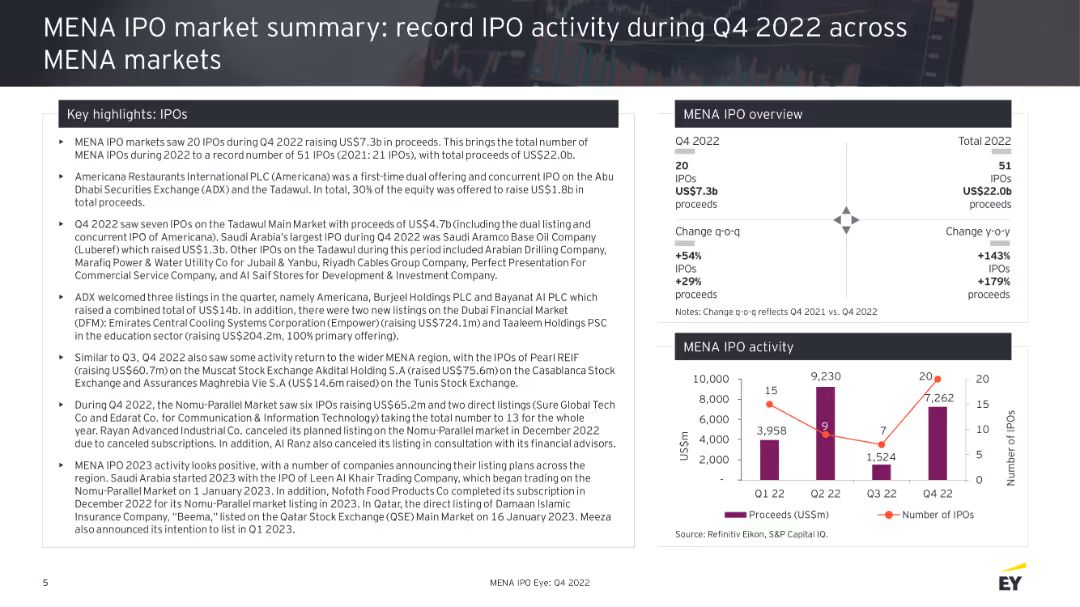 MENA IPO market summary: record IPO activity during Q4 2022 across
MENA markets
Key highlights: IPOs
▸ MENA IPO markets saw 20 IPOs during Q4 2022 raising US$7.3b in proceeds. This brings the total number of
MENA IPOs during 2022 to a record number of 51 IPOs (2021: 21 IPOs), with total proceeds of US$22.0b.
▸ Americana Restaurants International PLC (Americana) was a first-time dual offering and concurrent IPO on the Abu
Dhabi Securities Exchange (ADX) and the Tadawul. In total, 30% of the equity was offered to raise US$1.8b in
total proceeds.
▸ Q4 2022 saw seven IPOs on the Tadawul Main Market with proceeds of US$4.7b (including the dual listing and
concurrent IPO of Americana). Saudi Arabia's largest IPO during Q4 2022 was Saudi Aramco Base Oil Company
(Luberef) which raised US$1.3b. Other IPOs on the Tadawul during this period included Arabian Drilling Company,
Marafiq Power & Water Utility Co for Jubail & Yanbu, Riyadh Cables Group Company, Perfect Presentation For
Commercial Service Company, and Al Saif Stores for Development & Investment Company.
▸ ADX welcomed three listings in the quarter, namely Americana, Burjeel Holdings PLC and Bayanat AI PLC which
raised a combined total of US$14b. In addition, there were two new listings on the Dubai Financial Market
(DFM): Emirates Central Cooling Systems Corporation (Empower) (raising US$724.1m) and Taaleem Holdings PSC
in the education sector (raising US$204.2m, 100% primary offering).
▸ Similar to Q3, Q4 2022 also saw some activity return to the wider MENA region, with the IPOs of Pearl REIF
(raising US$60.7m) on the Muscat Stock Exchange Akdital Holding S.A (raised US$75.6m) on the Casablanca Stock
Exchange and Assurances Maghrebia Vie S.A (US$14.6m raised) on the Tunis Stock Exchange.
▸ During Q4 2022, the Nomu-Parallel Market saw six IPOs raising US$65.2m and two direct listings (Sure Global Tech
Co and Edarat Co. for Communication & Information Technology) taking the total number to 13 for the whole
year. Rayan Advanced Industrial Co. canceled its planned listing on the Nomu-Parallel market in December 2022
due to canceled subscriptions. In addition, Al Ranz also canceled its listing in consultation with its financial advisors.
▸ MENA IPO 2023 activity looks positive, with a number of companies announcing their listing plans across the
region. Saudi Arabia started 2023 with the IPO of Leen Al Khair Trading Company, which began trading on the
Nomu-Parallel Market on 1 January 2023. In addition, Nofoth Food Products Co completed its subscription in
December 2022 for its Nomu-Parallel market listing in 2023. In Qatar, the direct listing of Damaan Islamic
Insurance Company, "Beema," listed on the Qatar Stock Exchange (QSE) Main Market on 16 January 2023. Meeza
also announced its intention to list in Q1 2023.
MENA IPO overview
Q4 2022
20
IPOs
US$7.3b
proceeds
Total 2022
51
IPOs
US$22.0b
proceeds
Change q-o-q
+54%
IPOs
+29%
proceeds
Change y-o-y
+143%
IPOs
+179%
proceeds
Notes: Change q-o-q reflects Q4 2021 vs. Q4 2022
MENA IPO activity
US$m
10,000
8,000
6,000
4,000
2,000
-
15
3,958
9,230
9
7
1,524
20
7,262
20
15
10
5
0
Number of IPOs
Q1 22
Q2 22
Q3 22
Q4 22
Proceeds (US$m)
Number of IPOs
Source: Refinitiv Eikon, S&P Capital IQ.
5
MENA IPO Eye: Q4 2022
EY